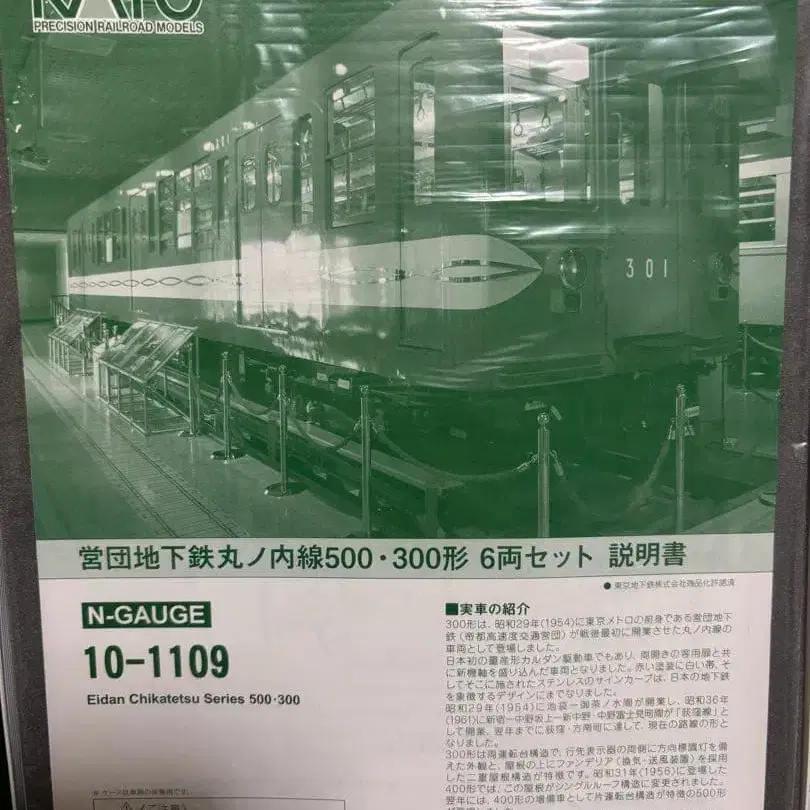 KATO
PRECISION RAILROAD MODELS
301
営団地下鉄丸ノ内線500・300形 6両セット 説明書
● 東京地下鉄株式会社商品化許諾済
N-GAUGE
10-1109
Eidan Chikatetsu Series 500・300
■実車の紹介
300形は、昭和29年(1954)に東京メトロの前身である営団地下
鉄(帝都高速度交通営団)が戦後最初に開業させた丸ノ内線の
車両として登場しました。
日本初の量産形カルダン駆動車でもあり、両開きの客用扉と共
に新機軸を盛り込んだ車両となりました。赤い塗装に白い帯、そ
してそこに施されたステンレスのサインカーブは、日本の地下鉄
を象徴するデザインにまでなりました。
昭和29年(1954)に池袋ー御茶ノ水間が開業し、昭和36年
(1961)に新宿ー中野坂上ー新中野・中野富士見町間が「荻窪線」と
して開業、翌年までに荻窪・方南町に達して、現在の路線の形と
なりました。
300形は両運転台構造で、行先表示器の両側に方向標識灯を備
えた外観と、屋根の上にファンデリア(換気・送風装置)を採用
した二重屋根構造が特徴です。昭和31年(1956)に登場した
400形では、この屋根がシングルルーフ構造に変更されました。
翌年には、400形の増備車として片運転台構造が特徴の500形
※ケースは車両の保管用です。
⚠ ご注意